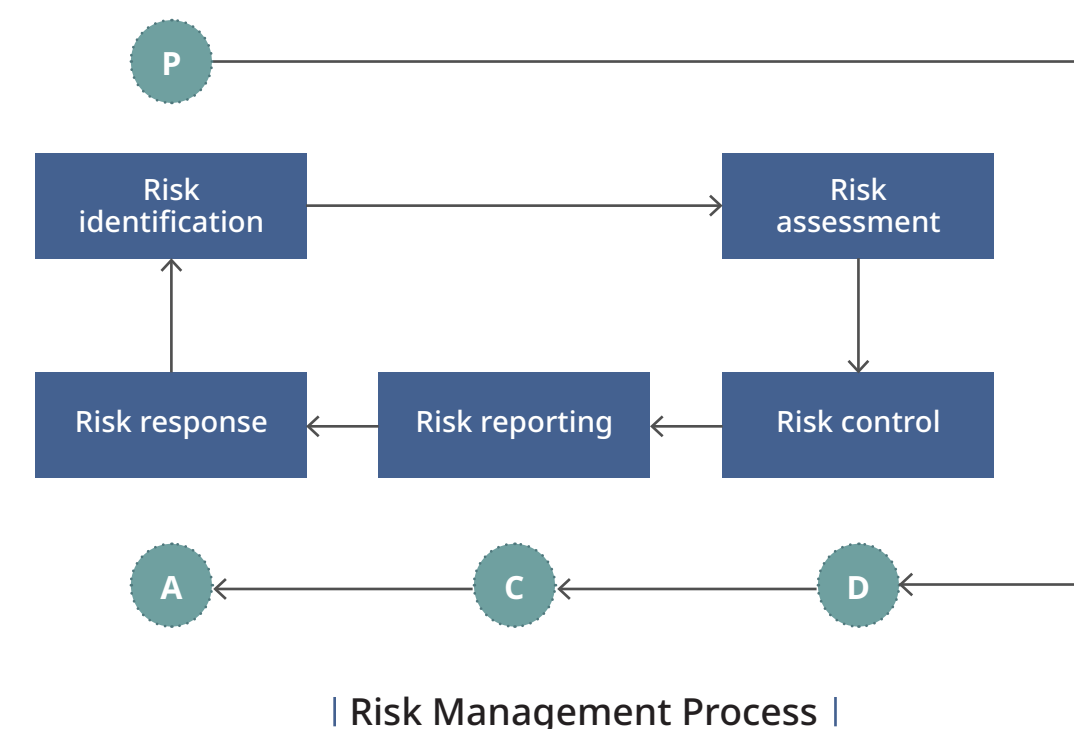 P
Risk
identification
Risk
assessment
Risk response
Risk reporting
Risk control
A
C
D
Risk Management Process